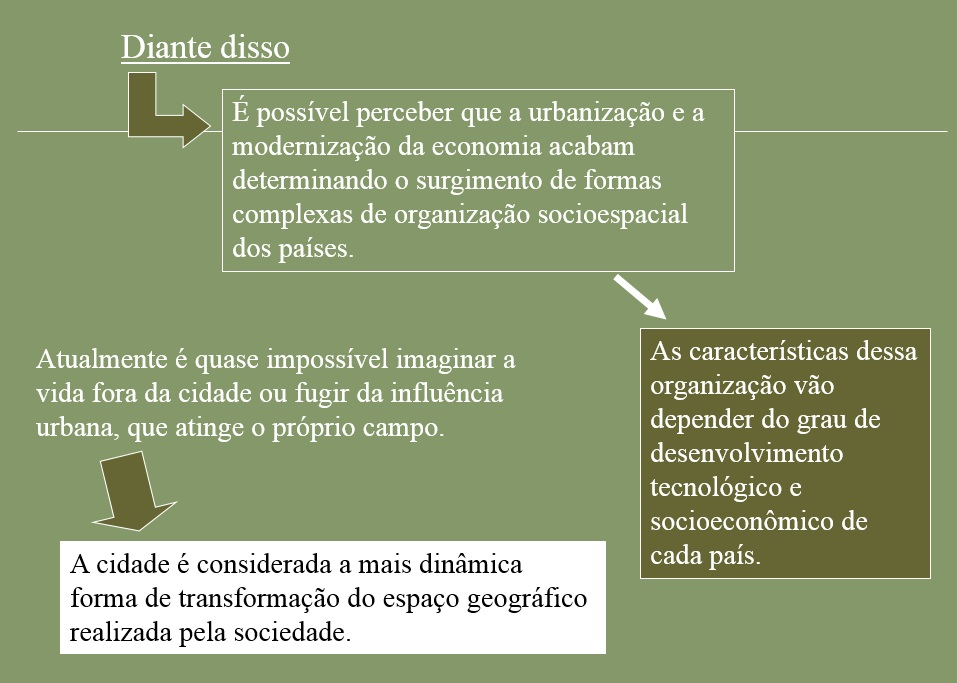 Diante disso
É possível perceber que a urbanização e a
modernização da economia acabam
determinando o surgimento de formas
complexas de organização socioespacial
dos países.
As características dessa
organização vão
depender do grau de
desenvolvimento
tecnológico e
socioeconômico de
cada país.
Atualmente é quase impossível imaginar a
vida fora da cidade ou fugir da influência
urbana, que atinge o próprio campo.
A cidade é considerada a mais dinâmica
forma de transformação do espaço geográfico
realizada pela sociedade.